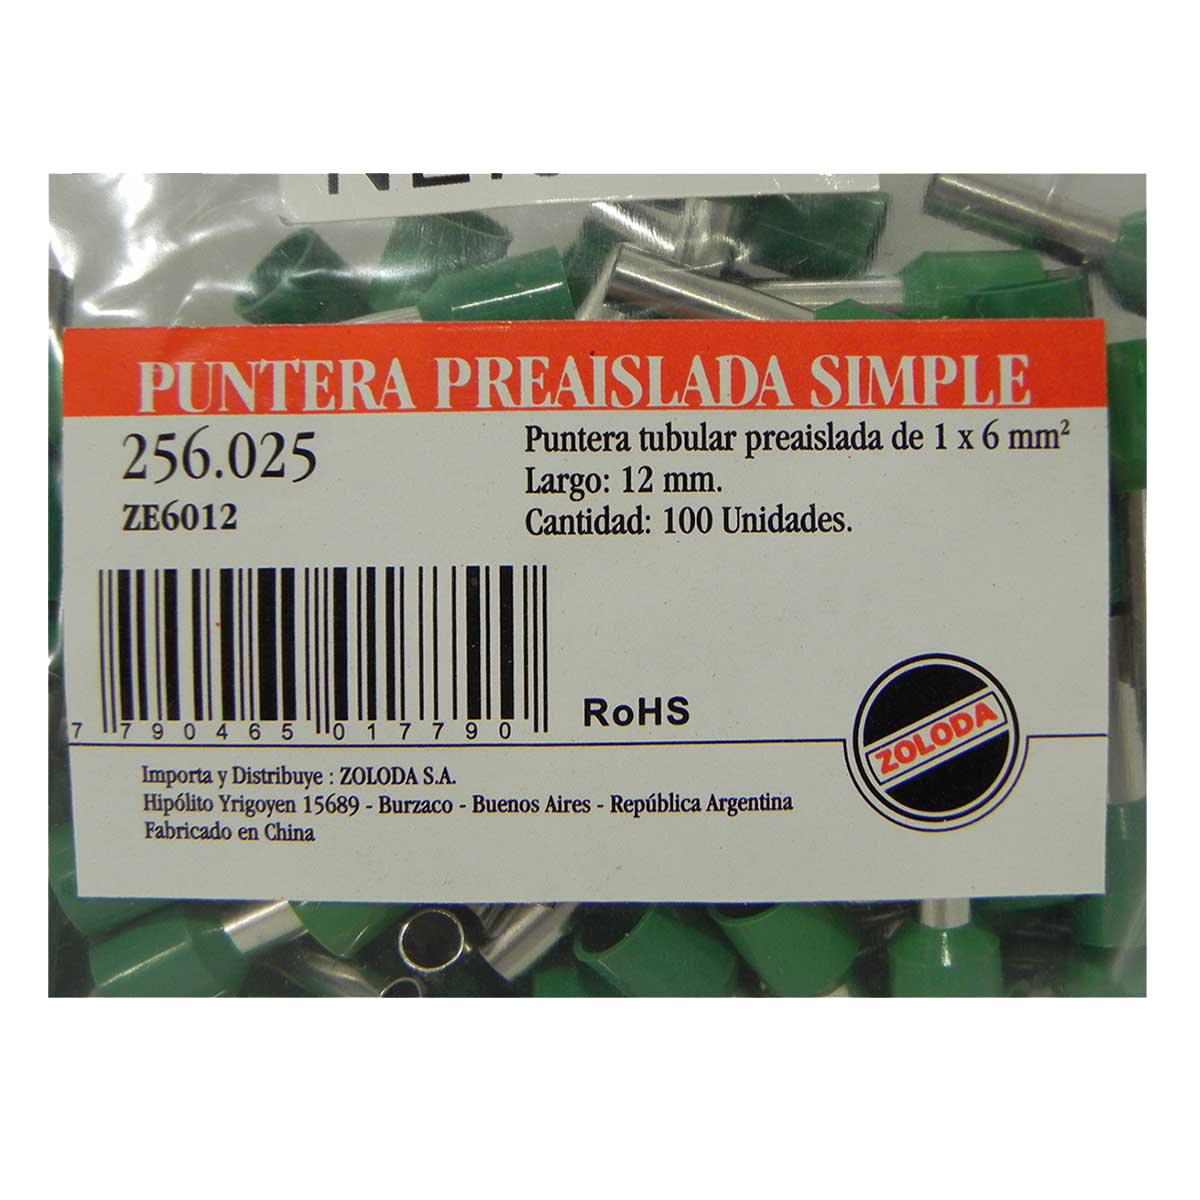 PUNTERA PREAISLADA SIMPLE
256.025
ZE6012
Puntera tubular preaislada de 1 x 6 mm²
Largo: 12 mm.
Cantidad: 100 Unidades.
7 790465 017790
RoHS
ZOLODA
Importa y Distribuye : ZOLODA S.A.
Hipólito Yrigoyen 15689 - Burzaco - Buenos Aires - República Argentina
Fabricado en China